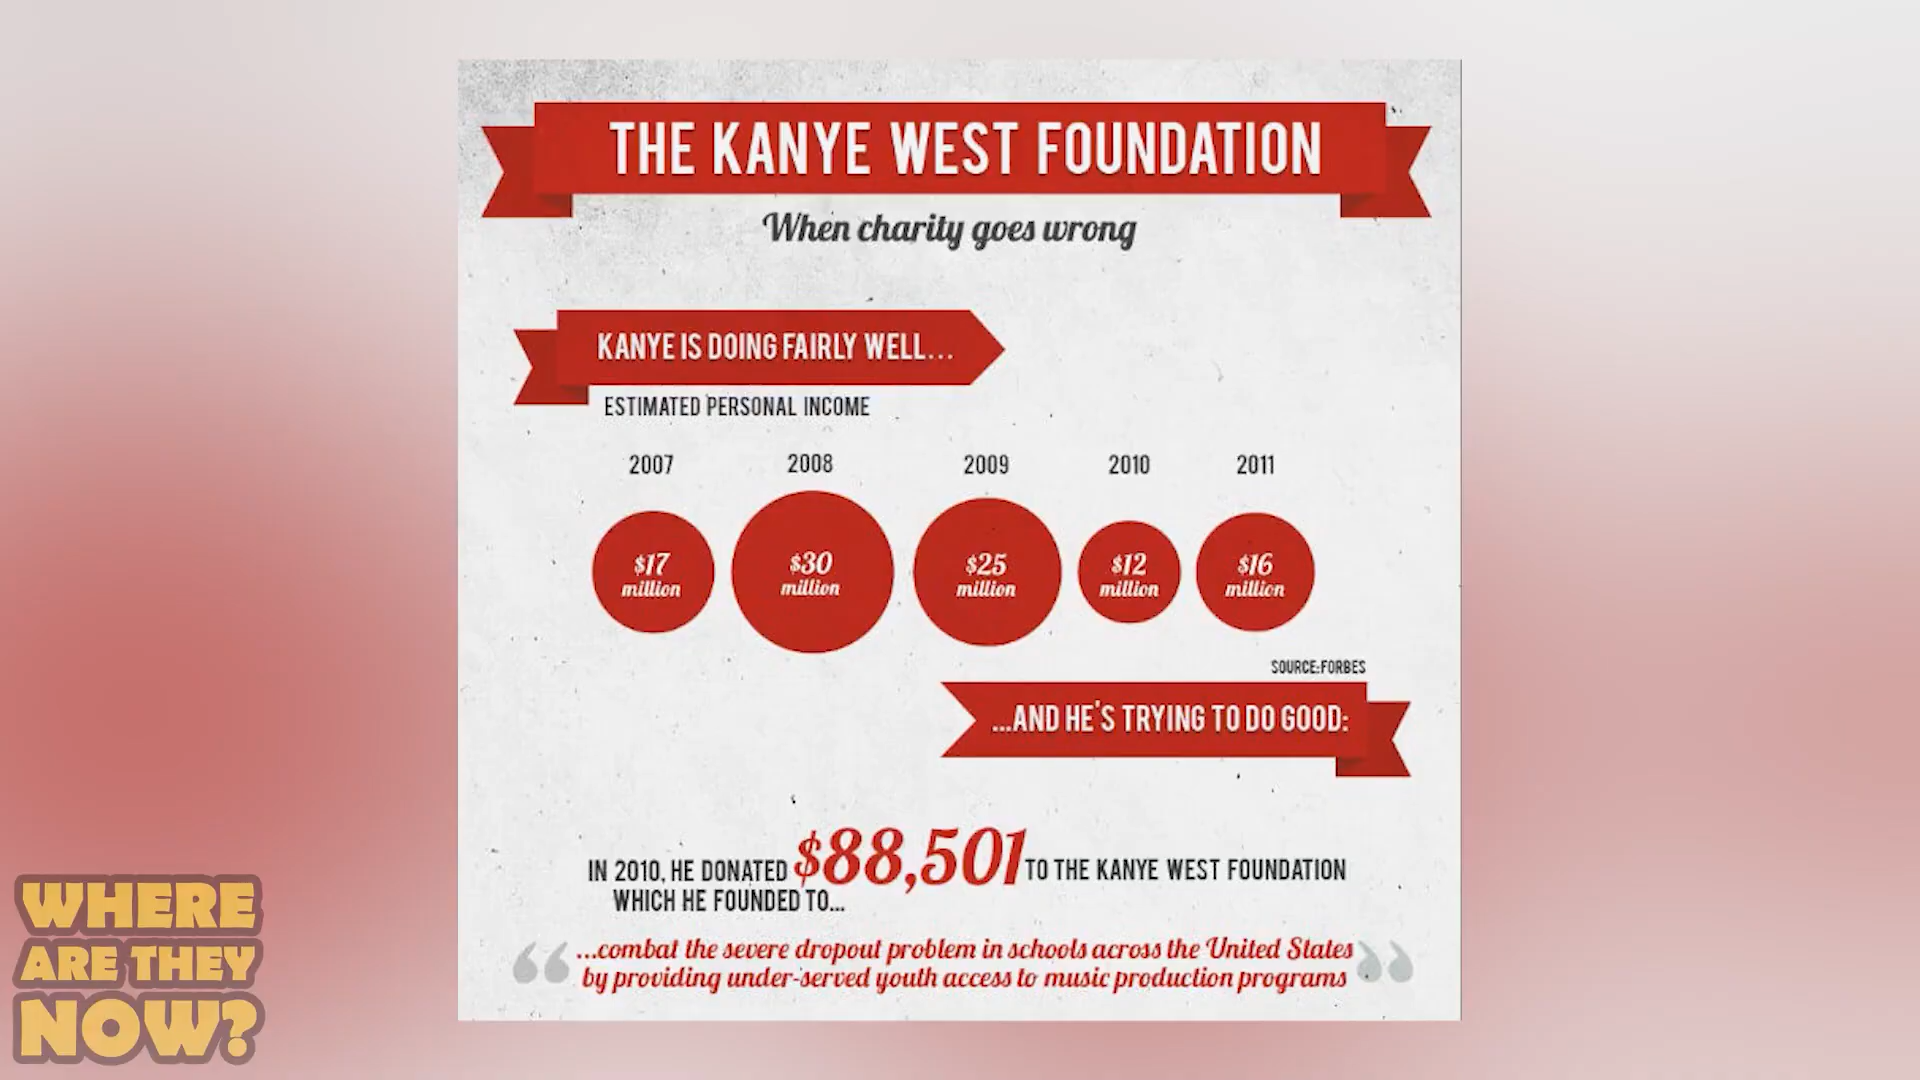 THE KANYE WEST FOUNDATION
When charity goes wrong
KANYE IS DOING FAIRLY WELL...
ESTIMATED PERSONAL INCOME
2007 2008 2009 2010 2011
$17 $30 $25 $12 $16
million million million million million
SOURCE:FORBES
...AND HE'S TRYING TO DO GOOD:
IN 2010, HE DONATED $88,501 TO THE KANYE WEST FOUNDATION
WHICH HE FOUNDED TO...
“...combat the severe dropout problem in schools across the United States
by providing under-served youth access to music production programs”
WHERE
ARE THEY
NOW?